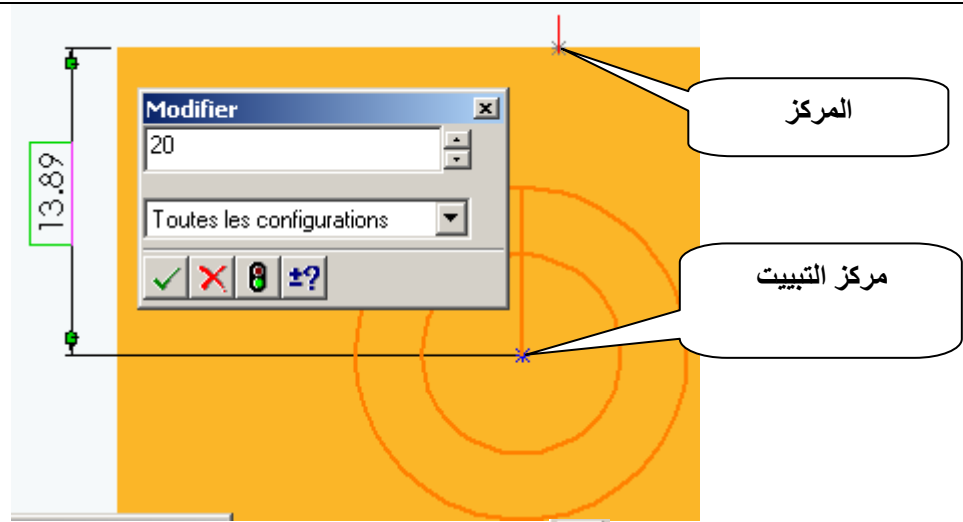 المركز
Modifier
20
13.89
Toutes les configurations
±?
مركز التبييت